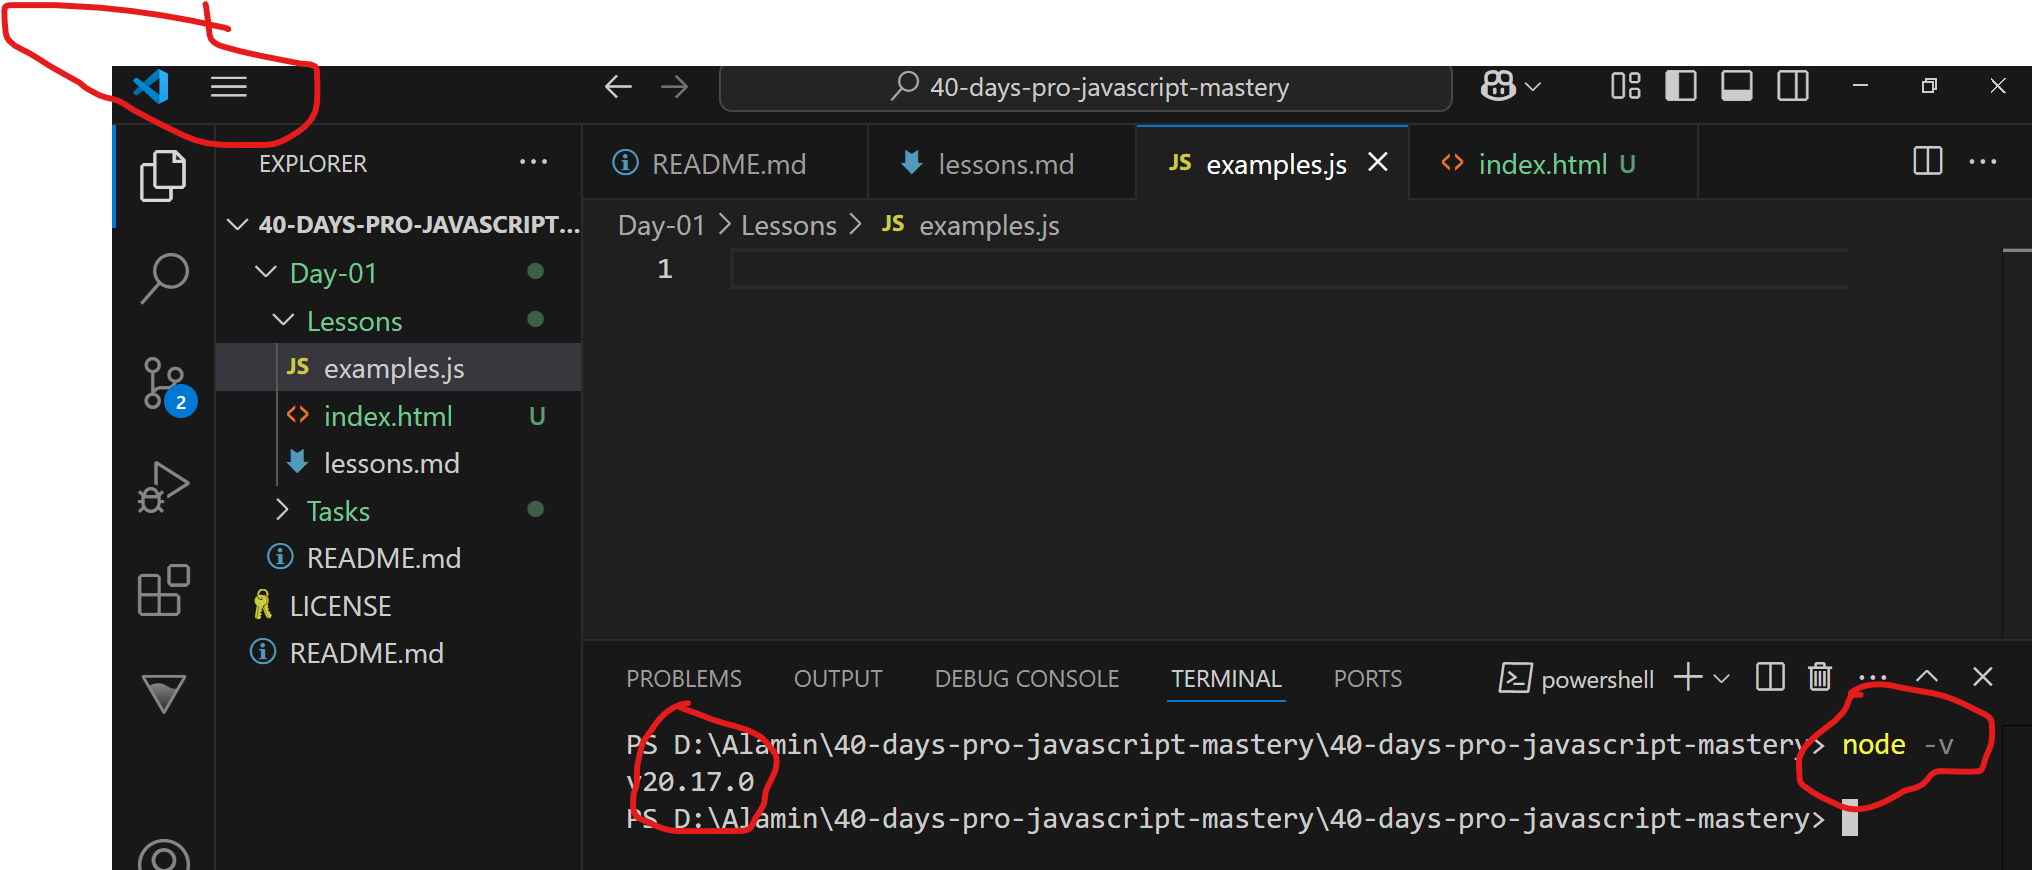 40-days-pro-javascript-mastery
EXPLORER
README.md
lessons.md
JS examples.js
index.html U
40-DAYS-PRO-JAVASCRIPT...
Day-01
Lessons
JS examples.js
index.html U
lessons.md
Tasks
README.md
LICENSE
README.md
2
Day-01 > Lessons > JS examples.js
1
PROBLEMS OUTPUT DEBUG CONSOLE TERMINAL PORTS powershell
PS D:\Alamin\40-days-pro-javascript-mastery\40-days-pro-javascript-mastery> node -v
v20.17.0
PS D:\Alamin\40-days-pro-javascript-mastery\40-days-pro-javascript-mastery>